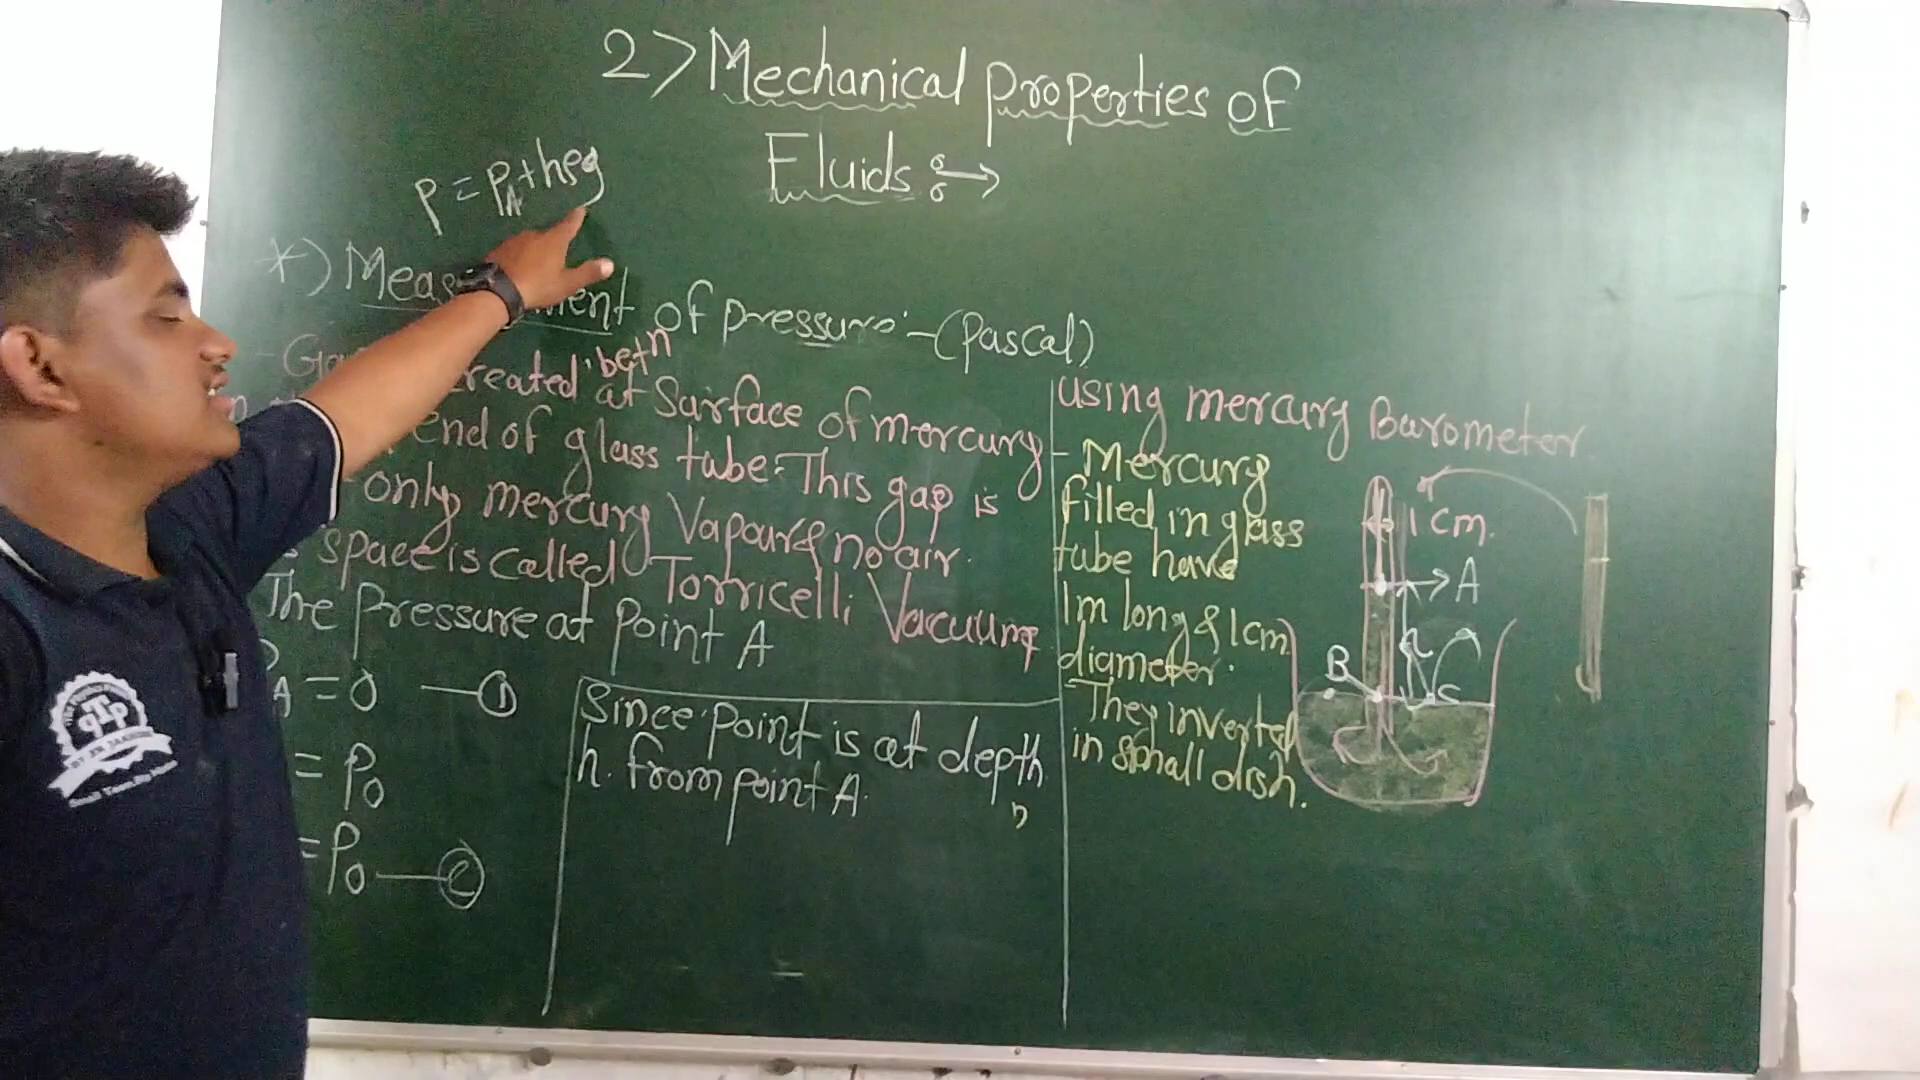 2> Mechanical properties of
Fluids :→
P = PA + hρg
*) Meas ment of pressure :- (pascal)
reated betn
at Surface of mercury
end of glass tube. This gap is
only mercury Vapour & no air.
space is called Torricelli Vacuum
The Pressure at Point A
A = 0 — 1
= P0
= P0 — 2
Since Point is at depth
h. from point A.
using mercury Barometer
- Mercury
filled in glass
tube have
1m long & 1cm
diameter.
- They inverted
in small dish.
1 cm.
A
h
B
C